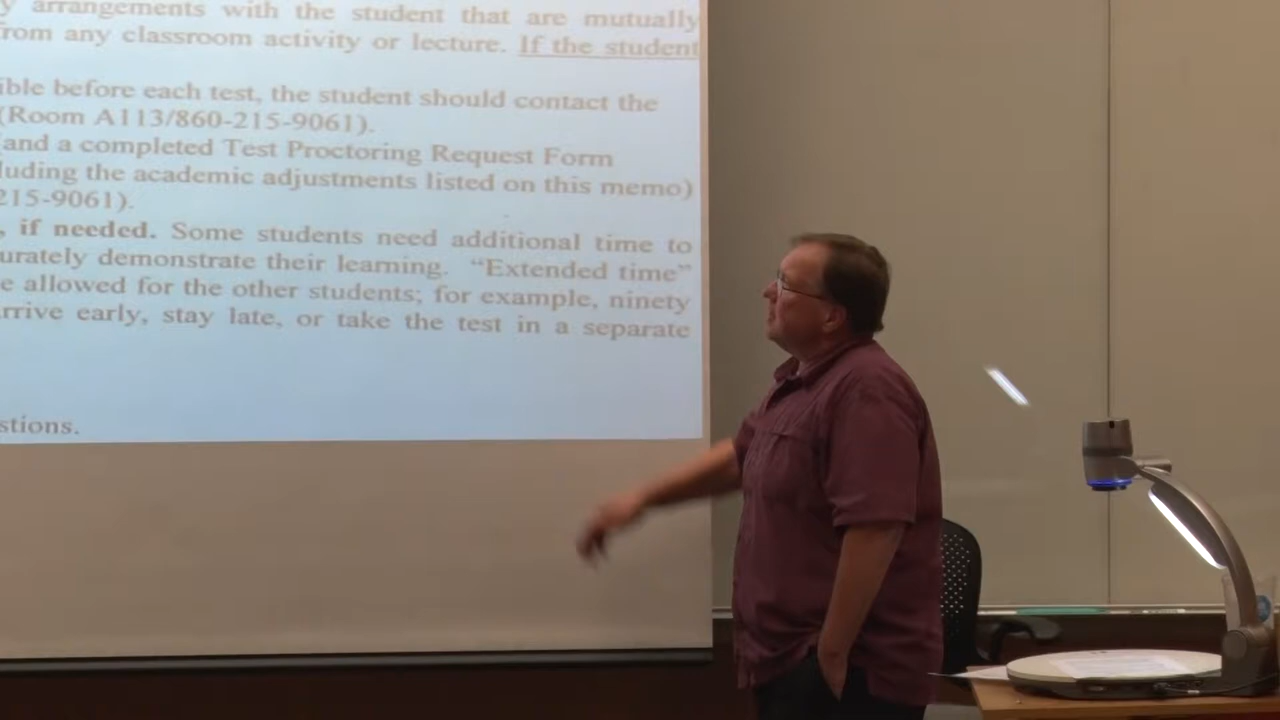 y arrangements with the student that are mutually
rom any classroom activity or lecture. If the student
ible before each test, the student should contact the
(Room A113/860-215-9061).
and a completed Test Proctoring Request Form
luding the academic adjustments listed on this memo)
215-9061).
, if needed. Some students need additional time to
urately demonstrate their learning. “Extended time”
e allowed for the other students; for example, ninety
rrive early, stay late, or take the test in a separate
stions.